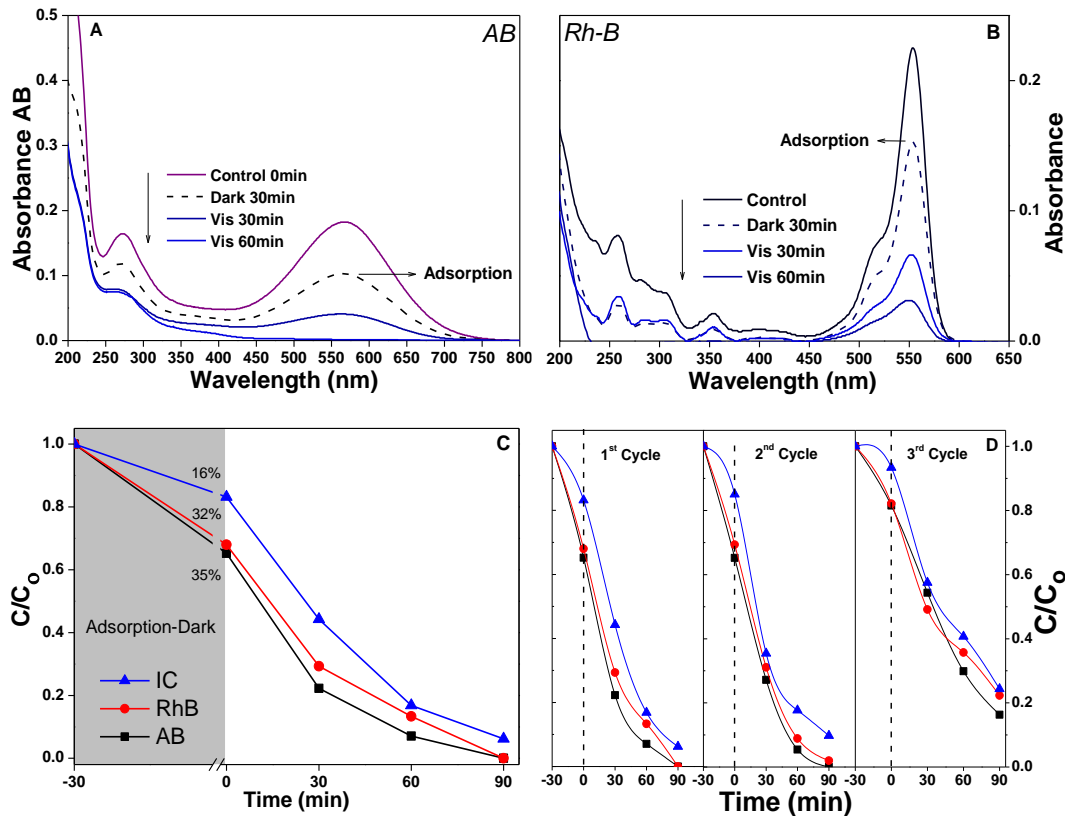 A
AB
0.5
0.4
0.3
0.2
0.1
0.0
Absorbance AB
Control 0min
Dark 30min
Vis 30min
Vis 60min
Adsorption
200 250 300 350 400 450 500 550 600 650 700 750 800
Wavelength (nm)
Rh-B
B
0.2
0.1
0.0
Absorbance
Adsorption
Control
Dark 30min
Vis 30min
Vis 60min
200 250 300 350 400 450 500 550 600 650
Wavelength (nm)
C
1.0
0.8
0.6
0.4
0.2
0.0
C/Co
16%
32%
35%
Adsorption-Dark
IC
RhB
AB
-30 0 30 60 90
Time (min)
D
1st Cycle
2nd Cycle
3rd Cycle
1.0
0.8
0.6
0.4
0.2
0.0
C/Co
-30 0 30 60 90 -30 0 30 60 90 -30 0 30 60 90
Time (min)